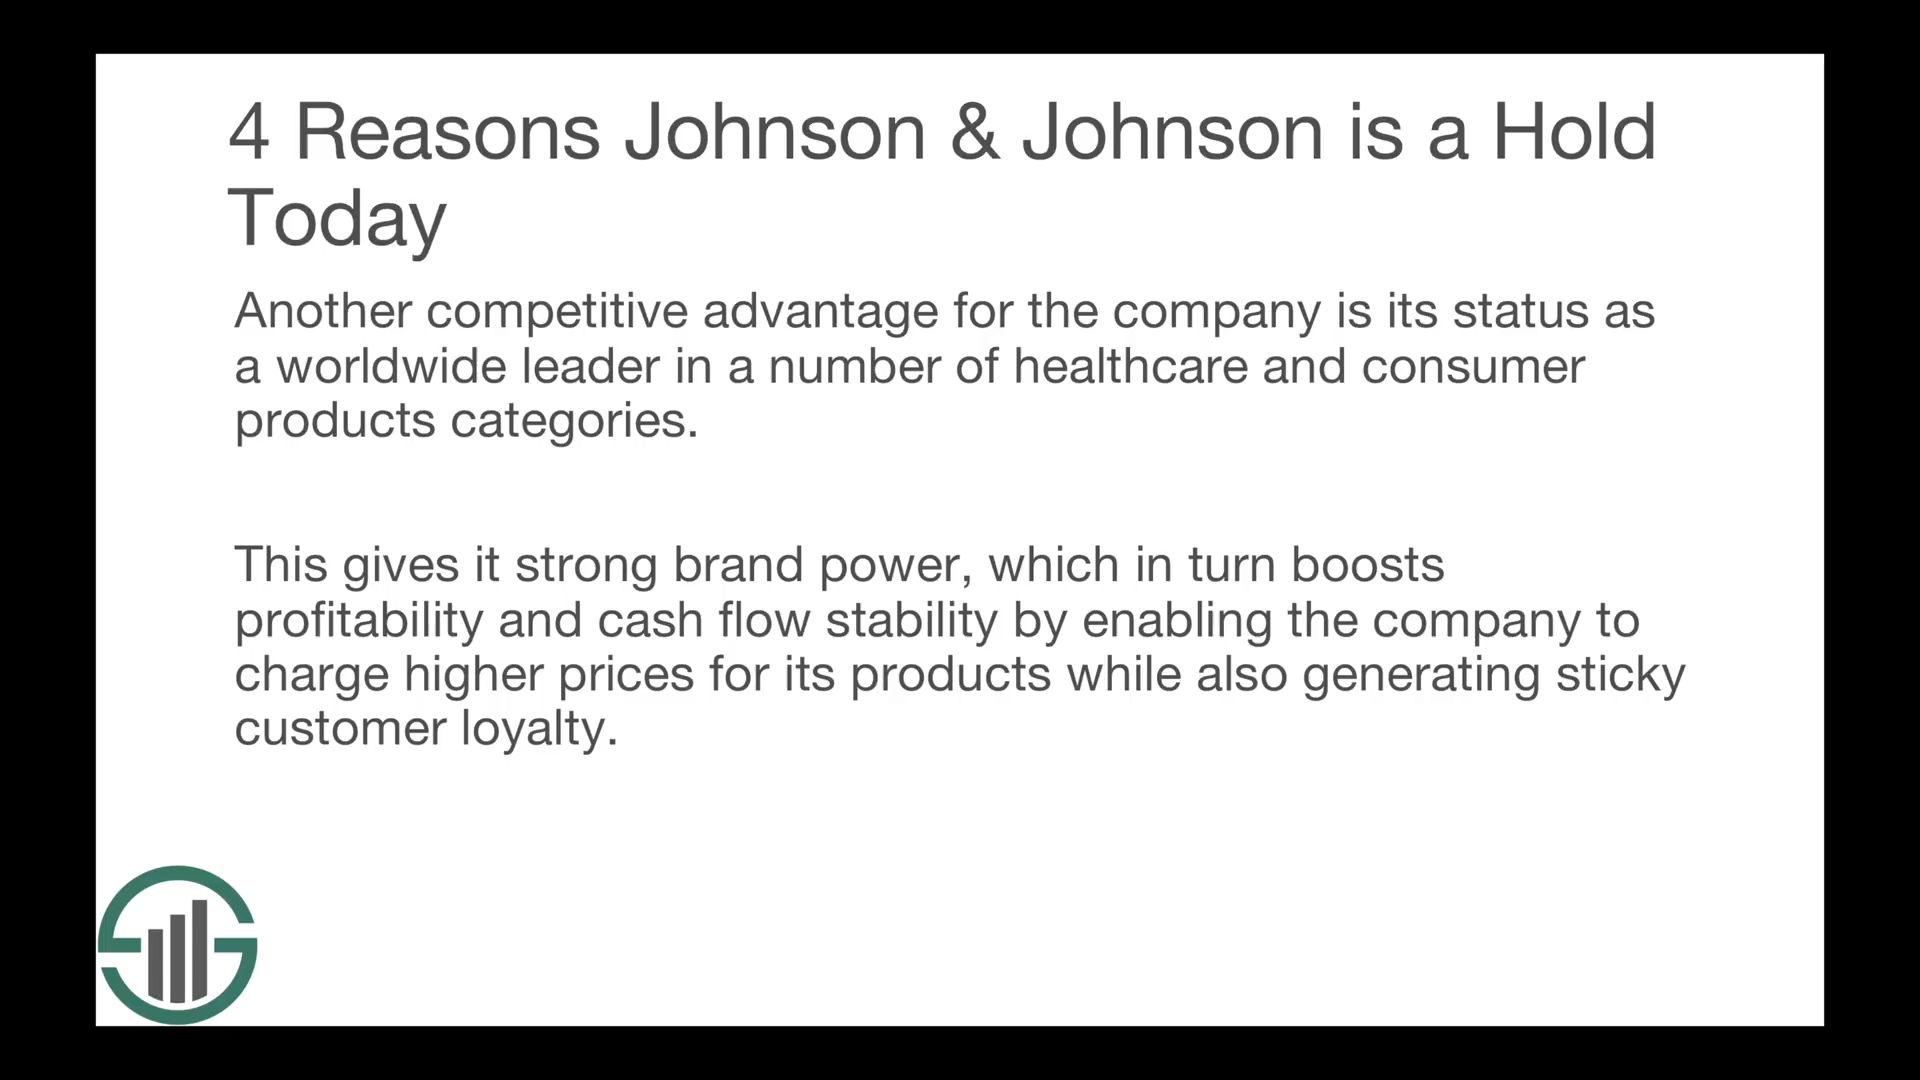 4 Reasons Johnson & Johnson is a Hold
Today
Another competitive advantage for the company is its status as
a worldwide leader in a number of healthcare and consumer
products categories.
This gives it strong brand power, which in turn boosts
profitability and cash flow stability by enabling the company to
charge higher prices for its products while also generating sticky
customer loyalty.